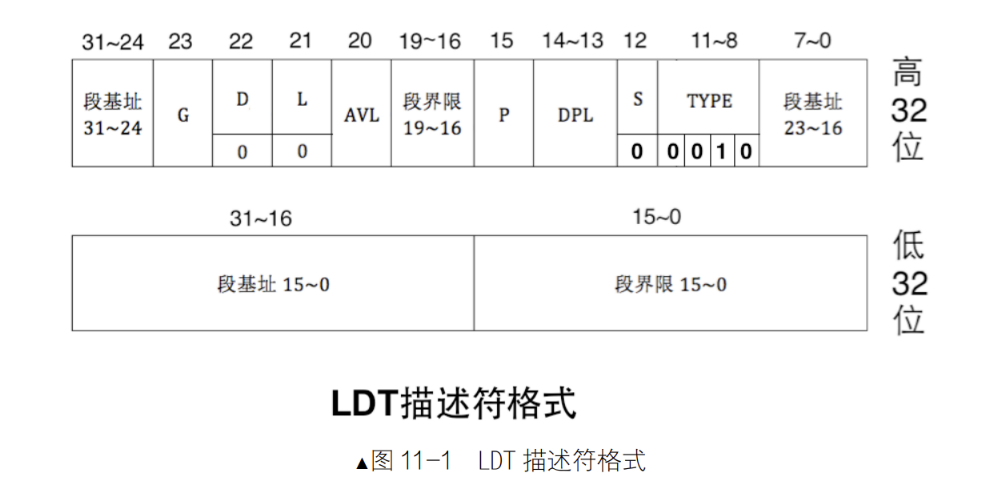 31~24 23 22 21 20 19~16 15 14~13 12 11~8 7~0
段基址 31~24 G D L AVL 段界限 19~16 P DPL S TYPE 段基址 23~16
0 0 0 0 0 1 0
高32位
31~16 15~0
段基址 15~0 段界限 15~0
低32位
LDT描述符格式
▲图 11-1 LDT 描述符格式